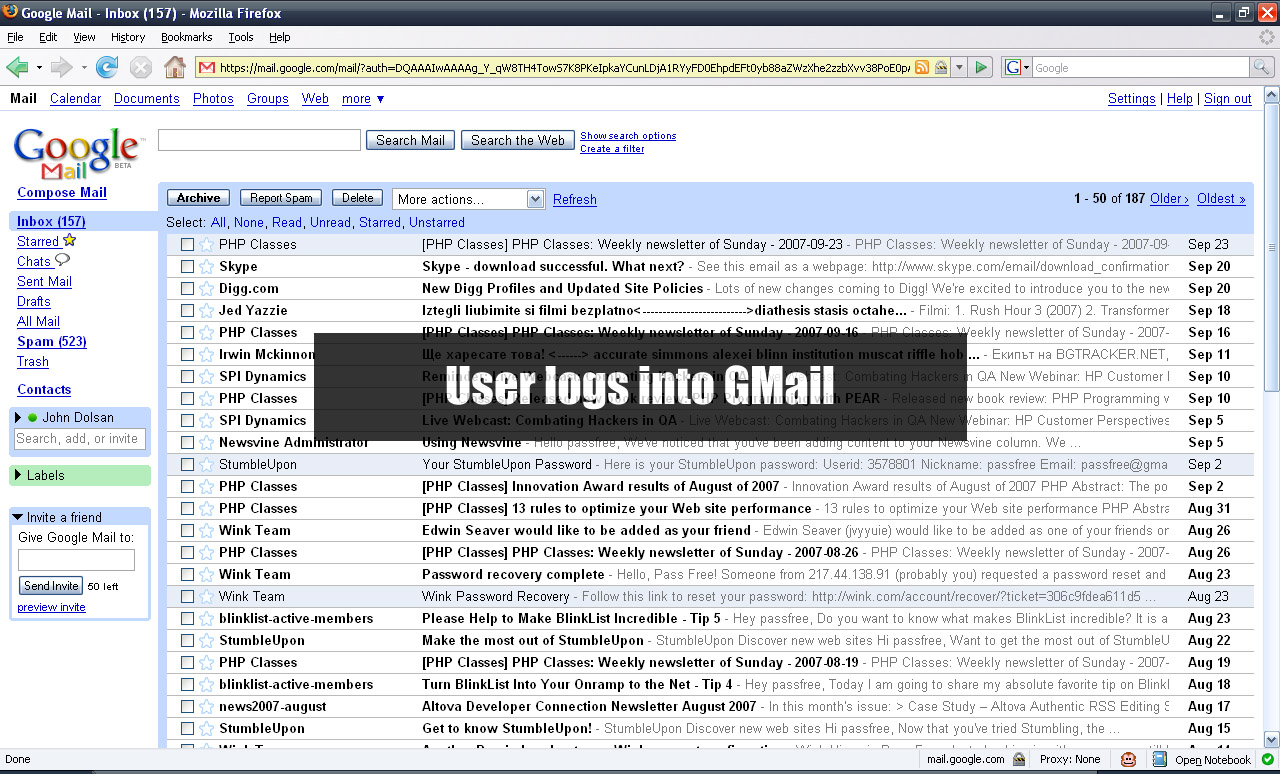 Google Mail - Inbox (157) - Mozilla Firefox
File Edit View History Bookmarks Tools Help
https://mail.google.com/mail/?auth=DQAAAIwAAAAg_Y_qW8TH4TowS7K8PKeIpkaYCunLDjA1RYyFD0EhpdEFt0yb88aZWzXhe2zzbXvv38PoE0pA Google
Mail Calendar Documents Photos Groups Web more ▼ Settings | Help | Sign out
Google Mail BETA
Search Mail Search the Web Show search options
Create a filter
Compose Mail
Inbox (157)
Starred
Chats
Sent Mail
Drafts
All Mail
Spam (523)
Trash
Contacts
John Dolsan
Search, add, or invite
Labels
Invite a friend
Give Google Mail to:
Send Invite 50 left
preview invite
Archive Report Spam Delete More actions... Refresh 1 - 50 of 187 Older › Oldest »
Select: All, None, Read, Unread, Starred, Unstarred
PHP Classes [PHP Classes] PHP Classes: Weekly newsletter of Sunday - 2007-09-23 - PHP Classes: Weekly newsletter of Sunday - 2007-09- Sep 23
Skype Skype - download successful. What next? - See this email as a webpage: http://www.skype.com/email/download_confirmation Sep 20
Digg.com New Digg Profiles and Updated Site Policies - Lots of new changes coming to Digg! We're excited to introduce you to the new Sep 20
Jed Yazzie Iztegli liubimite si filmi bezplatno<-------------------------->diathesis stasis octahe... - Filmi: 1. Rush Hour 3 (2007) 2. Transformer Sep 18
PHP Classes [PHP Classes] PHP Classes: Weekly newsletter of Sunday - 2007-09-16 - PHP Classes: Weekly newsletter of Sunday - 2007- Sep 16
Irwin Mckinnon Ще харесате това! <------> accurate simmons alexei blinn institution muscat riffle hob ... - Екипът на BGTRACKER.NET, Sep 11
SPI Dynamics Combating Hackers in QA New Webinar: HP Customer Sep 10
PHP Classes book review: PHP Programming with PEAR - Released new book review: PHP Programming v Sep 10
SPI Dynamics Live Webcast: Combating Hackers in QA - Live Webcast: Combating Hackers in QA New Webinar: HP Customer Perspectives Sep 5
Newsvine Administrator Using Newsvine - Hello passfree, We've noticed that you've been adding content to your Newsvine column. We ... Sep 5
User logs into GMail
StumbleUpon Your StumbleUpon Password - Here is your StumbleUpon password: Userid: 3578801 Nickname: passfree Email: passfree@gma Sep 2
PHP Classes [PHP Classes] Innovation Award results of August of 2007 - Innovation Award results of August of 2007 PHP Abstract: The po Sep 2
PHP Classes [PHP Classes] 13 rules to optimize your Web site performance - 13 rules to optimize your Web site performance PHP Abstra Aug 31
Wink Team Edwin Seaver would like to be added as your friend - Edwin Seaver (jvyyuie) would like to be added as one of your friends or Aug 26
PHP Classes [PHP Classes] PHP Classes: Weekly newsletter of Sunday - 2007-08-26 - PHP Classes: Weekly newsletter of Sunday - 2007- Aug 26
Wink Team Password recovery complete - Hello, Pass Free! Someone from 217.44.138.91 (probably you) requested a password reset and Aug 23
Wink Team Wink Password Recovery - Follow this link to reset your password: http://wink.com/account/recover/?ticket=306c9fdea611d5 ... Aug 23
blinklist-active-members Please Help to Make BlinkList Incredible - Tip 5 - Hey passfree, Do you want to know what makes BlinkList incredible? It is a Aug 23
StumbleUpon Make the most out of StumbleUpon - StumbleUpon Discover new web sites Hi passfree, Want to get the most out of StumbleU Aug 22
PHP Classes [PHP Classes] PHP Classes: Weekly newsletter of Sunday - 2007-08-19 - PHP Classes: Weekly newsletter of Sunday - 2007- Aug 19
blinklist-active-members Turn BlinkList Into Your Onramp to the Net - Tip 4 - Hey passfree, Today I am going to share my absolute favorite tip on Blinkl Aug 18
news2007-august Altova Developer Connection Newsletter August 2007 - In this month's issue: Case Study – Altova Authentic RSS Editing S Aug 17
StumbleUpon Get to know StumbleUpon! - StumbleUpon Discover new web sites Hi passfree, Now that you've tried Stumbling, the ... Aug 15
Done mail.google.com Proxy: None Open Notebook